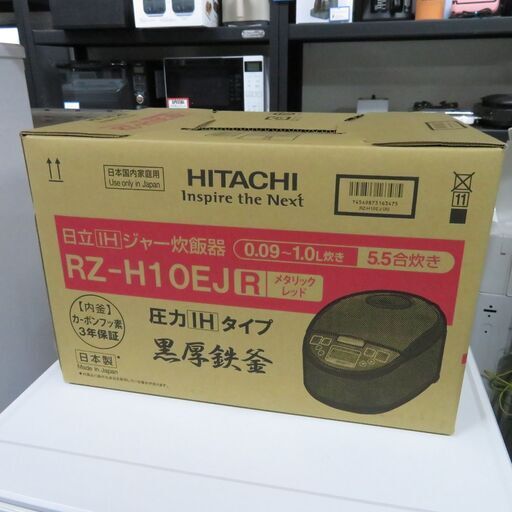 日本国内家庭用
Use only in Japan
HITACHI
Inspire the Next
RZ-H10EJ(R)
11
日立IHジャー炊飯器
0.09~1.0L炊き
5.5合炊き
RZ-H10EJ R メタリックレッド
【内釜】
カーボンフッ素
3年保証
圧力IHタイプ
黒厚鉄釜
日本製
Made in Japan